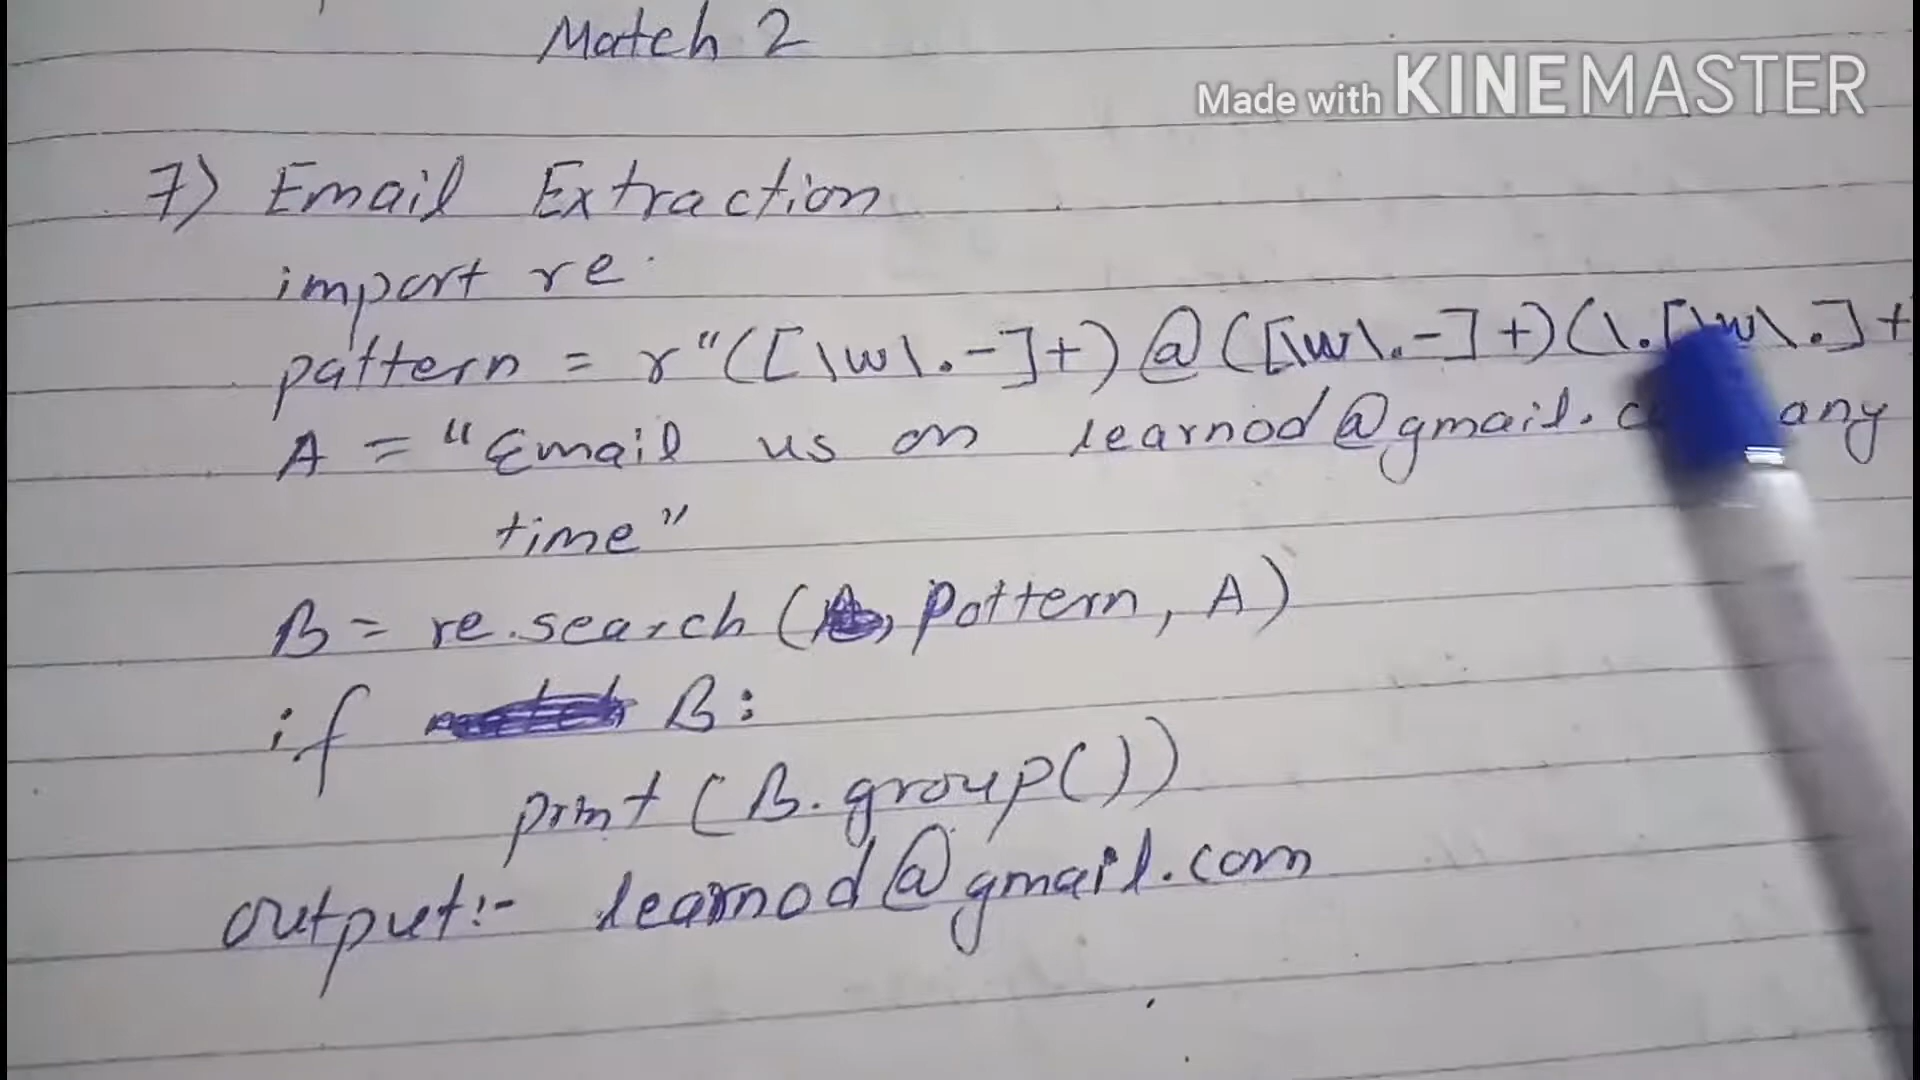 Match 2
Made with KINEMASTER
7) Email Extraction
import re
pattern = r"([\w\.-]+)@([\w\.-]+)(\.[\w\.]+
A = "Email us on learnod@gmail. any
time"
B = re.search (pattern, A)
if B:
print (B.group())
output:- learnod@gmail.com